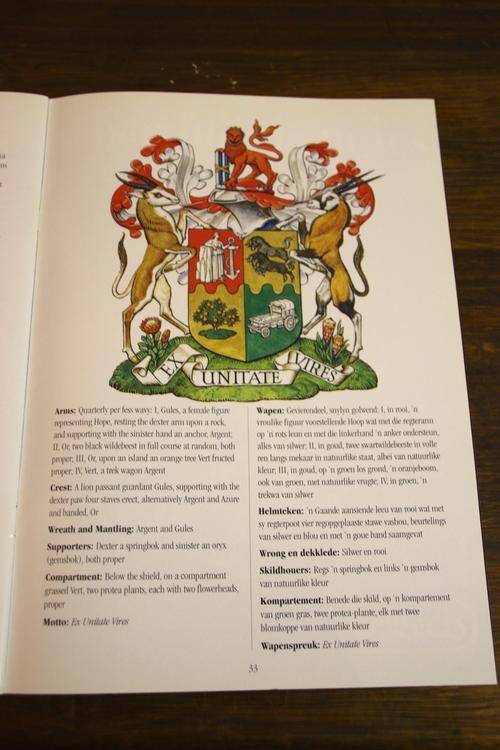 EX UNITATE VIRES
Arms: Quarterly per fess wavy: I, Gules, a female figure
representing Hope, resting the dexter arm upon a rock,
and supporting with the sinister hand an anchor, Argent;
II, Or, two black wildebeest in full course at random, both
proper; III, Or, upon an island an orange tree Vert fructed
proper; IV, Vert, a trek wagon Argent
Crest: A lion passant guardant Gules, supporting with the
dexter paw four staves erect, alternatively Argent and Azure
and banded, Or
Wreath and Mantling: Argent and Gules
Supporters: Dexter a springbok and sinister an oryx
(gemsbok), both proper
Compartment: Below the shield, on a compartment
grassed Vert, two protea plants, each with two flowerheads,
proper
Motto: Ex Unitate Vires
Wapen: Gevierendeel, snylyn golwend: I, in rooi, 'n
vroulike figuur voorstellende Hoop wat met die regterarm
op 'n rots leun en met die linkerhand 'n anker ondersteun,
alles van silwer; II, in goud, twee swartwildebeeste in volle
ren langs mekaar in natuurlike staat, albei van natuurlike
kleur; III, in goud, op 'n groen los grond, 'n oranjeboom,
ook van groen, met natuurlike vrugte; IV, in groen, 'n
trekwa van silwer
Helmteken: 'n Gaande aansiende leeu van rooi wat met
sy regterpoot vier regopgeplaaste stawe vashou, beurtelings
van silwer en blou en met 'n goue band saamgevat
Wrong en dekklede: Silwer en rooi
Skildhouers: Regs 'n springbok en links 'n gemsbok
van natuurlike kleur
Kompartement: Benede die skild, op 'n kompartement
van groen gras, twee protea-plante, elk met twee
blomkoppe van natuurlike kleur
Wapenspreuk: Ex Unitate Vires
33